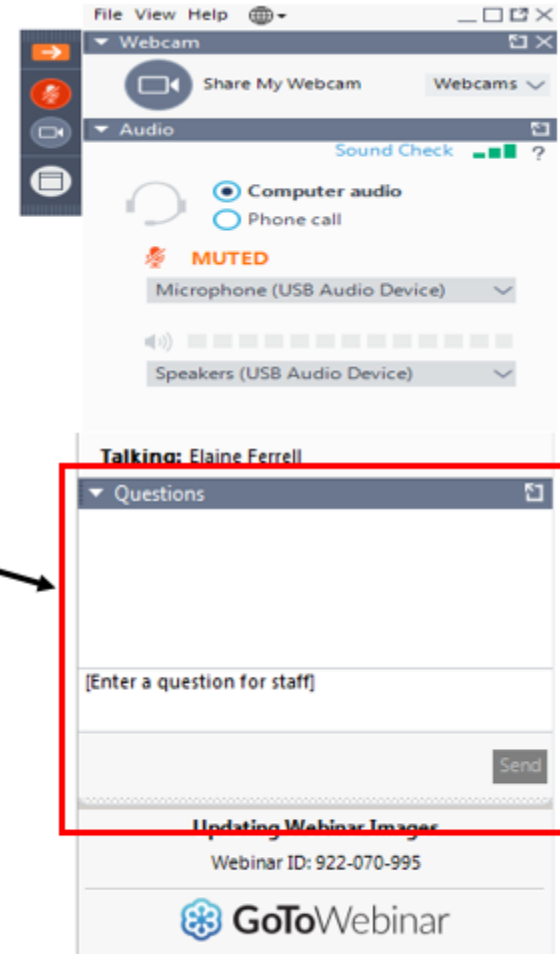 File View Help
Webcam
Share My Webcam Webcams
Audio
Sound Check ?
Computer audio
Phone call
MUTED
Microphone (USB Audio Device)
Speakers (USB Audio Device)
Talking: Elaine Ferrell
Questions
[Enter a question for staff]
Send
Updating Webinar Images
Webinar ID: 922-070-995
GoToWebinar